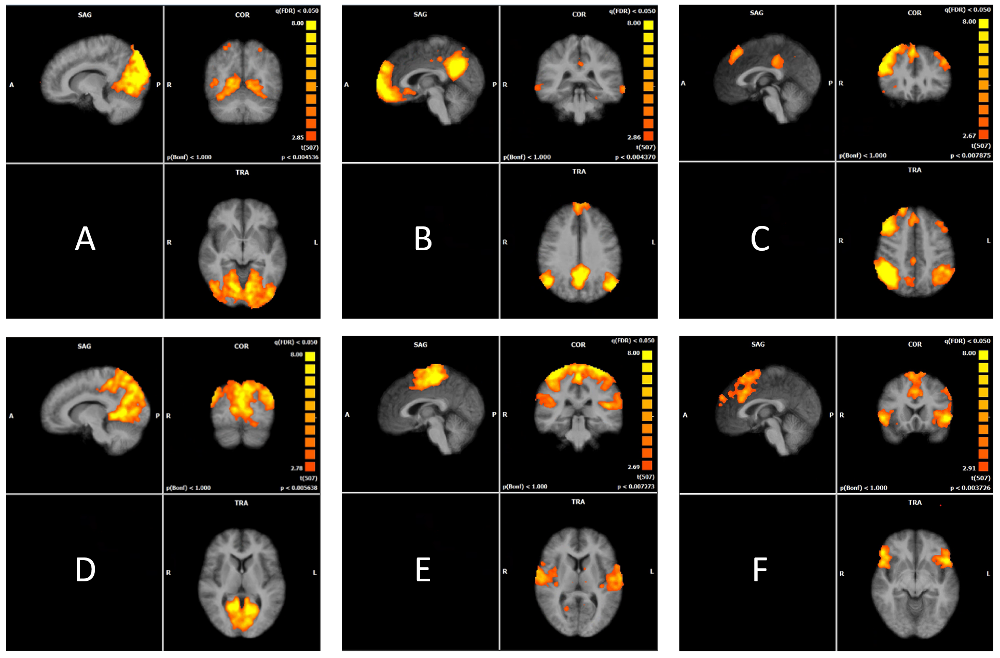 SAG
COR
q(FDR) < 0.050
8.00
A
P
R
2.85
t(507)
p(Bonf) < 1.000
p < 0.004536
TRA
R
L
A
SAG
COR
q(FDR) < 0.050
8.00
A
P
R
2.86
t(507)
p(Bonf) < 1.000
p < 0.004370
TRA
R
L
B
SAG
COR
q(FDR) < 0.050
8.00
A
P
R
2.67
t(507)
p(Bonf) < 1.000
p < 0.007875
TRA
R
L
C
SAG
COR
q(FDR) < 0.050
8.00
A
P
R
2.78
t(507)
p(Bonf) < 1.000
p < 0.005638
TRA
R
L
D
SAG
COR
q(FDR) < 0.050
8.00
A
P
R
2.69
t(507)
p(Bonf) < 1.000
p < 0.007273
TRA
R
L
E
SAG
COR
q(FDR) < 0.050
8.00
A
P
R
2.91
t(507)
p(Bonf) < 1.000
p < 0.003726
TRA
R
L
F